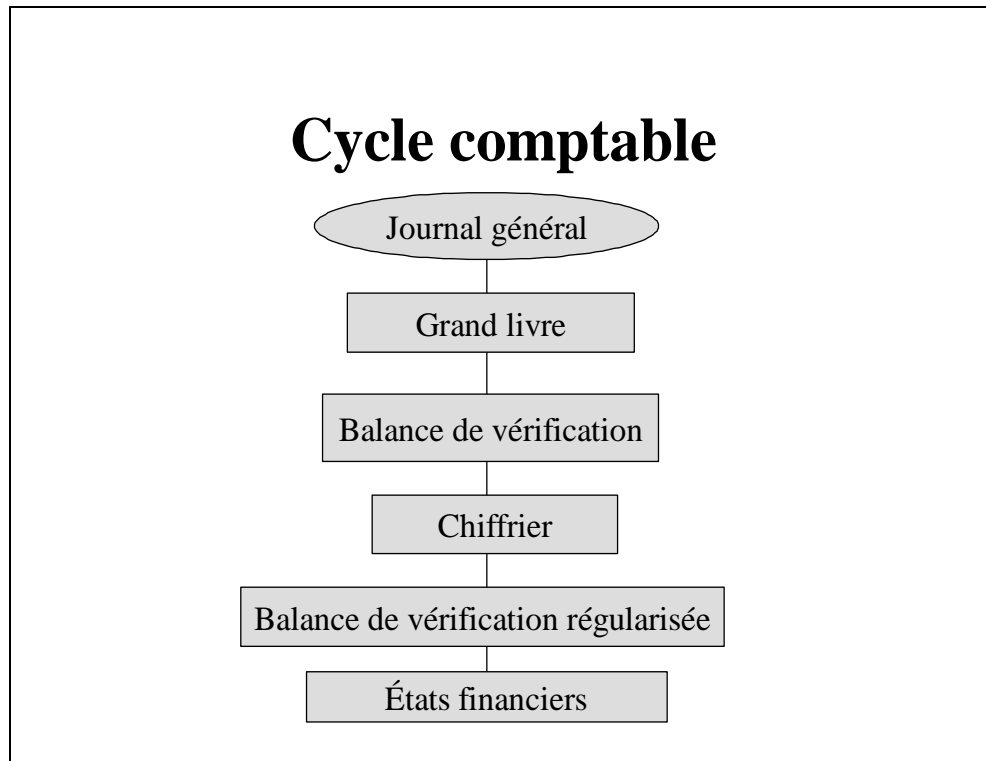 Cycle comptable
Journal général
Grand livre
Balance de vérification
Chiffrier
Balance de vérification régularisée
États financiers